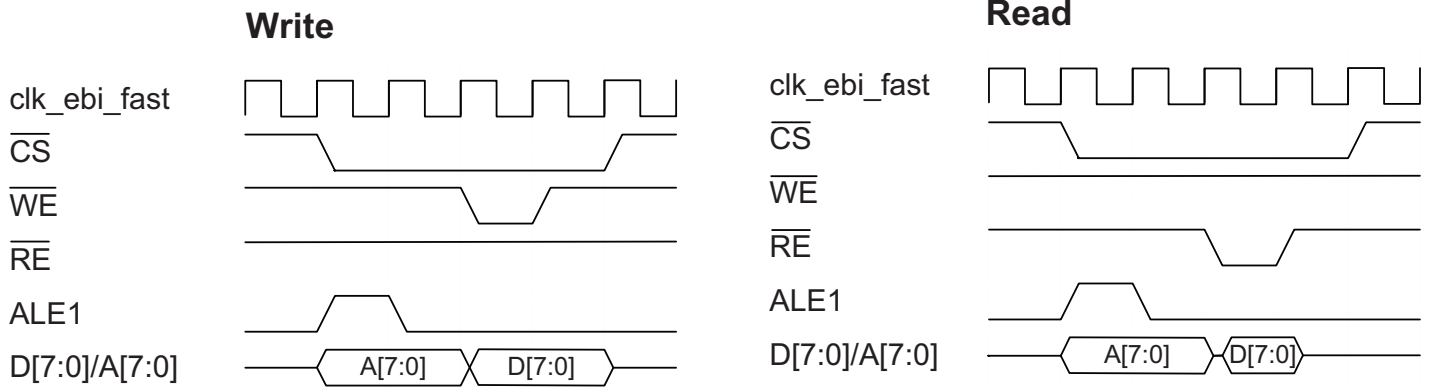 Write
clk_ebi_fast
CS
WE
RE
ALE1
D[7:0]/A[7:0]
A[7:0]
D[7:0]
Read
clk_ebi_fast
CS
WE
RE
ALE1
D[7:0]/A[7:0]
A[7:0]
D[7:0]